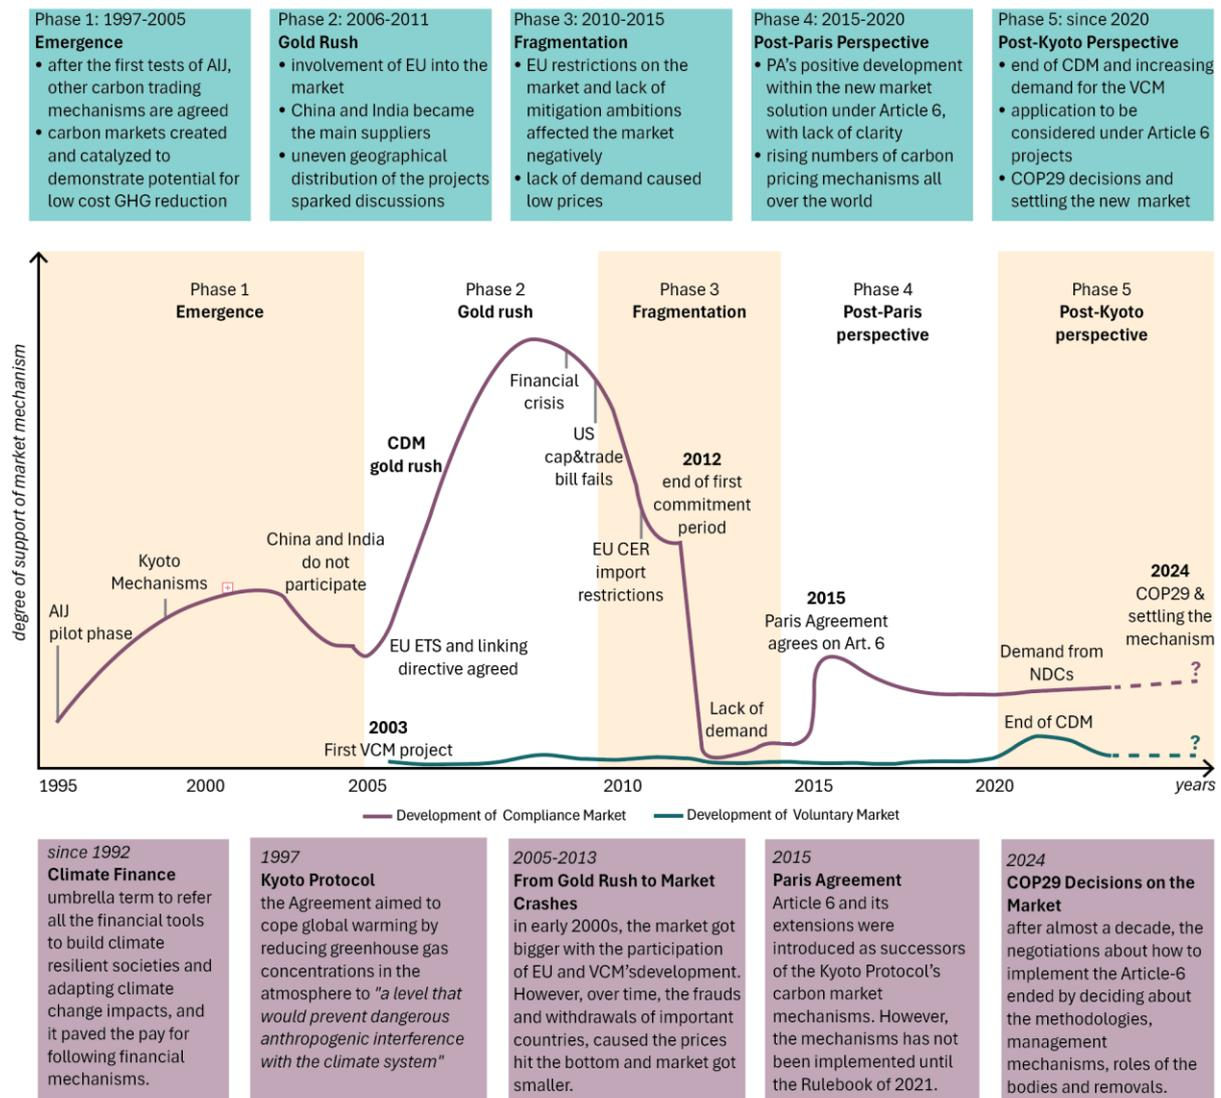 Phase 1: 1997-2005
Emergence
• after the first tests of AIJ,
other carbon trading
mechanisms are agreed
• carbon markets created
and catalyzed to
demonstrate potential for
low cost GHG reduction
Phase 2: 2006-2011
Gold Rush
• involvement of EU into the
market
• China and India became
the main suppliers
• uneven geographical
distribution of the projects
sparked discussions
Phase 3: 2010-2015
Fragmentation
• EU restrictions on the
market and lack of
mitigation ambitions
affected the market
negatively
• lack of demand caused
low prices
Phase 4: 2015-2020
Post-Paris Perspective
• PA's positive development
within the new market
solution under Article 6,
with lack of clarity
• rising numbers of carbon
pricing mechanisms all
over the world
Phase 5: since 2020
Post-Kyoto Perspective
• end of CDM and increasing
demand for the VCM
• application to be
considered under Article 6
projects
• COP29 decisions and
settling the new market
degree of support of market mechanism
Phase 1
Emergence
Phase 2
Gold rush
Phase 3
Fragmentation
Phase 4
Post-Paris
perspective
Phase 5
Post-Kyoto
perspective
AIJ
pilot phase
Kyoto
Mechanisms
China and India
do not
participate
CDM
gold rush
EU ETS and linking
directive agreed
2003
First VCM project
Financial
crisis
US
cap&trade
bill fails
EU CER
import
restrictions
2012
end of first
commitment
period
Lack of
demand
2015
Paris Agreement
agrees on Art. 6
Demand from
NDCs
End of CDM
2024
COP29 &
settling the
mechanism
?
?
1995
2000
2005
2010
2015
2020
years
Development of Compliance Market
Development of Voluntary Market
since 1992
Climate Finance
umbrella term to refer
all the financial tools
to build climate
resilient societies and
adapting climate
change impacts, and
it paved the pay for
following financial
mechanisms.
1997
Kyoto Protocol
the Agreement aimed to
cope global warming by
reducing greenhouse gas
concentrations in the
atmosphere to "a level that
would prevent dangerous
anthropogenic interference
with the climate system"
2005-2013
From Gold Rush to Market
Crashes
in early 2000s, the market got
bigger with the participation
of EU and VCM'sdevelopment.
However, over time, the frauds
and withdrawals of important
countries, caused the prices
hit the bottom and market got
smaller.
2015
Paris Agreement
Article 6 and its
extensions were
introduced as successors
of the Kyoto Protocol's
carbon market
mechanisms. However,
the mechanisms has not
been implemented until
the Rulebook of 2021.
2024
COP29 Decisions on the
Market
after almost a decade, the
negotiations about how to
implement the Article-6
ended by deciding about
the methodologies,
management
mechanisms, roles of the
bodies and removals.